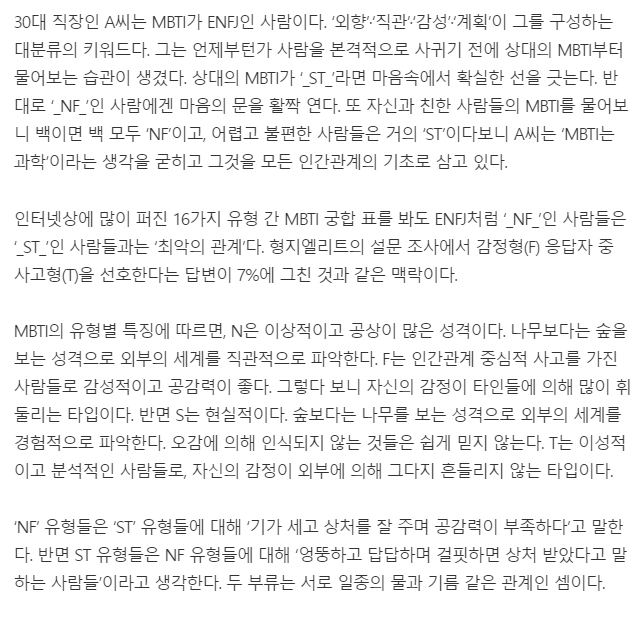 30대 직장인 A씨는 MBTI가 ENFJ인 사람이다. ‘외향’·‘직관’·‘감성’·‘계획’이 그를 구성하는
대분류의 키워드다. 그는 언제부턴가 사람을 본격적으로 사귀기 전에 상대의 MBTI부터
물어보는 습관이 생겼다. 상대의 MBTI가 ‘_ST_’라면 마음속에서 확실한 선을 긋는다. 반
대로 ‘_NF_’인 사람에겐 마음의 문을 활짝 연다. 또 자신과 친한 사람들의 MBTI를 물어보
니 백이면 백 모두 ‘NF’이고, 어렵고 불편한 사람들은 거의 ‘ST’이다보니 A씨는 ‘MBTI는
과학’이라는 생각을 굳히고 그것을 모든 인간관계의 기초로 삼고 있다.
인터넷상에 많이 퍼진 16가지 유형 간 MBTI 궁합 표를 봐도 ENFJ처럼 ‘_NF_’인 사람들은
‘_ST_’인 사람들과는 ‘최악의 관계’다. 형지엘리트의 설문 조사에서 감정형(F) 응답자 중
사고형(T)을 선호한다는 답변이 7%에 그친 것과 같은 맥락이다.
MBTI의 유형별 특징에 따르면, N은 이상적이고 공상이 많은 성격이다. 나무보다는 숲을
보는 성격으로 외부의 세계를 직관적으로 파악한다. F는 인간관계 중심적 사고를 가진
사람들로 감성적이고 공감력이 좋다. 그렇다 보니 자신의 감정이 타인들에 의해 많이 휘
둘리는 타입이다. 반면 S는 현실적이다. 숲보다는 나무를 보는 성격으로 외부의 세계를
경험적으로 파악한다. 오감에 의해 인식되지 않는 것들은 쉽게 믿지 않는다. T는 이성적
이고 분석적인 사람들로, 자신의 감정이 외부에 의해 그다지 흔들리지 않는 타입이다.
‘NF’ 유형들은 ‘ST’ 유형들에 대해 ‘기가 세고 상처를 잘 주며 공감력이 부족하다’고 말한
다. 반면 ST 유형들은 NF 유형들에 대해 ‘엉뚱하고 답답하며 걸핏하면 상처 받았다고 말
하는 사람들’이라고 생각한다. 두 부류는 서로 일종의 물과 기름 같은 관계인 셈이다.